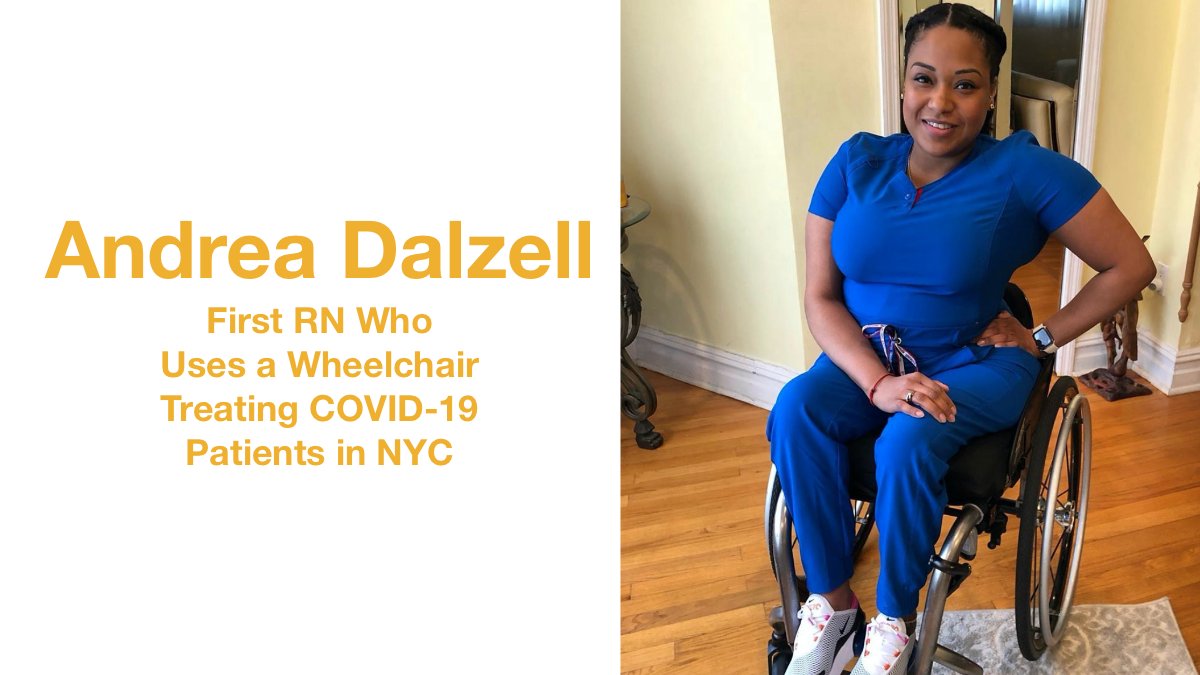 Andrea Dalzell
First RN Who
Uses a Wheelchair
Treating COVID-19
Patients in NYC